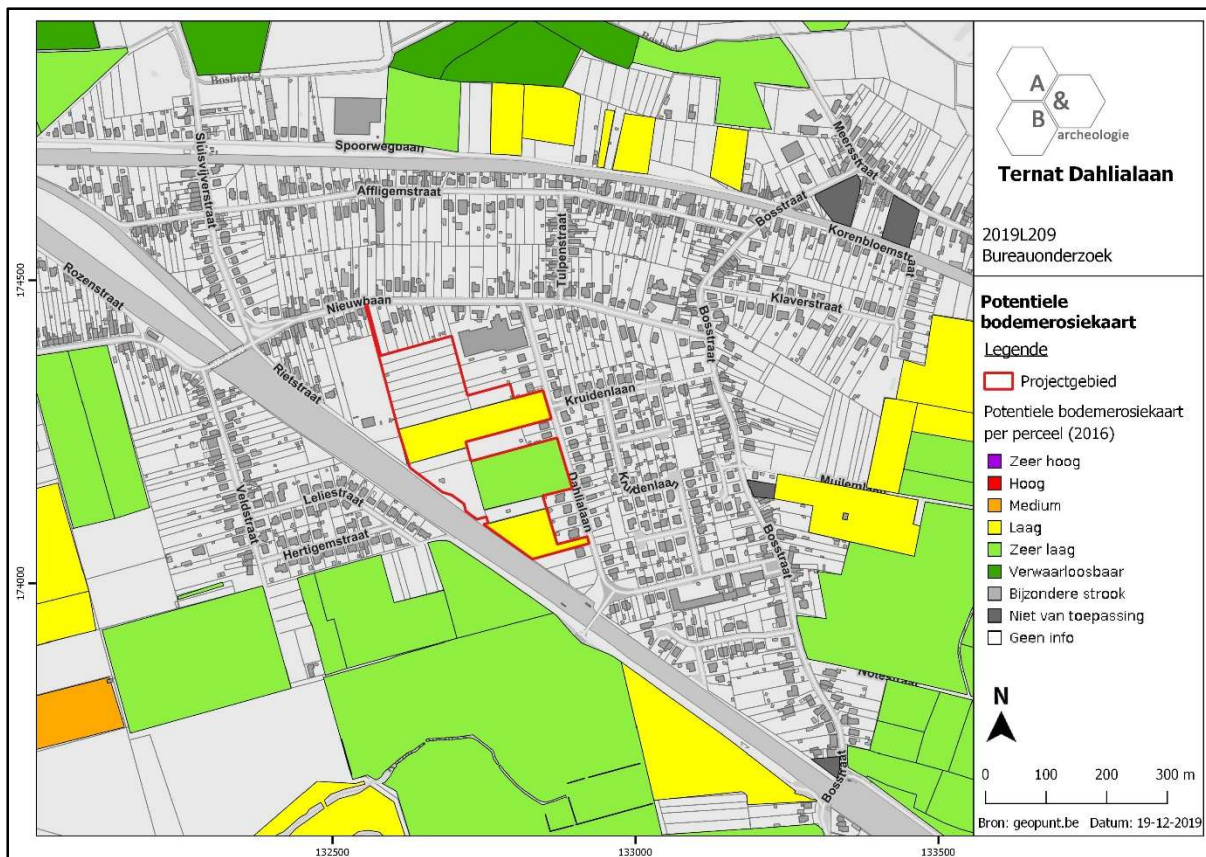 Bosbeek
Bosbeek
Spoorwegbaan
Sluisvijverstraat
Meersstraat
Affligemstraat
Tulpenstraat
Bosstraat
Korenbloemstraat
Rozenstraat
Nieuwbaan
Klaverstraat
Bosstraat
Rietstraat
Kruidenlaan
Kruidenlaan
Dahlialaan
Leliestraat
Veldstraat
Hertigemstraat
Bosstraat
Bosstraat
174500
174000
132500
133000
133500
A
&
B
archeologie
Ternat Dahlialaan
2019L209
Bureauonderzoek
Potentiele
bodemerosiekaart
Legende
Projectgebied
Potentiele bodemerosiekaart
per perceel (2016)
Zeer hoog
Hoog
Medium
Laag
Zeer laag
Verwaarloosbaar
Bijzondere strook
Niet van toepassing
Geen info
N
0 100 200 300 m
Bron: geopunt.be Datum: 19-12-2019